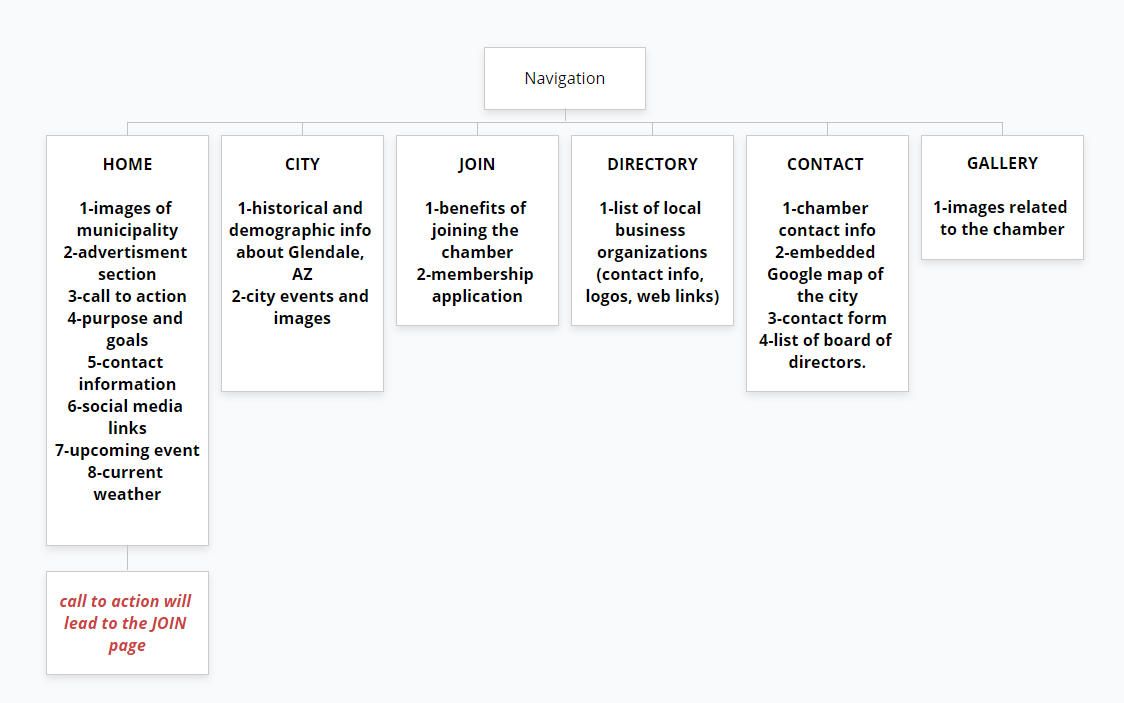 Navigation
HOME
1-images of
municipality
2-advertisment
section
3-call to action
4-purpose and
goals
5-contact
information
6-social media
links
7-upcoming event
8-current
weather
CITY
1-historical and
demographic info
about Glendale,
AZ
2-city events and
images
JOIN
1-benefits of
joining the
chamber
2-membership
application
DIRECTORY
1-list of local
business
organizations
(contact info,
logos, web links)
CONTACT
1-chamber
contact info
2-embedded
Google map of
the city
3-contact form
4-list of board of
directors.
GALLERY
1-images related
to the chamber
call to action will
lead to the JOIN
page